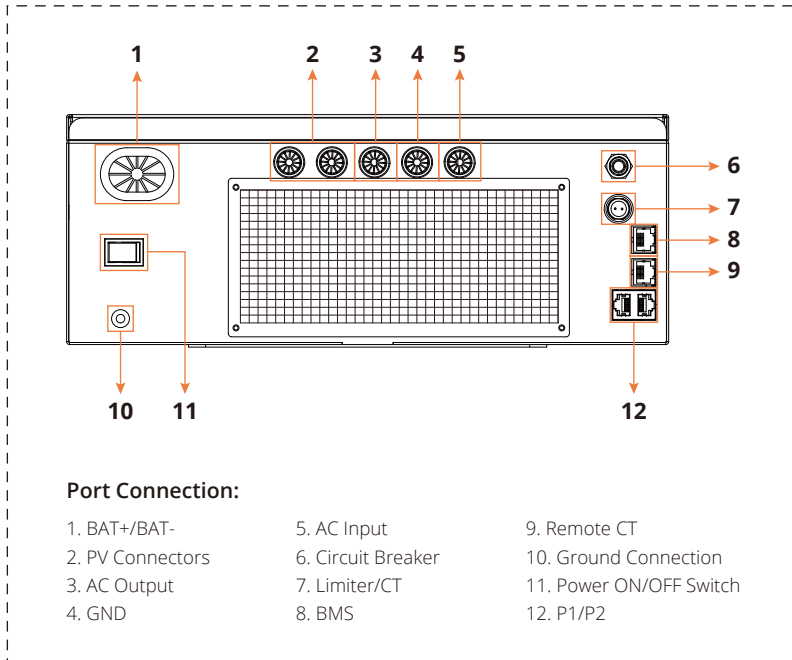 1 2 3 4 5
6
7
8
9
10 11 12
Port Connection:
1. BAT+/BAT-
2. PV Connectors
3. AC Output
4. GND
5. AC Input
6. Circuit Breaker
7. Limiter/CT
8. BMS
9. Remote CT
10. Ground Connection
11. Power ON/OFF Switch
12. P1/P2